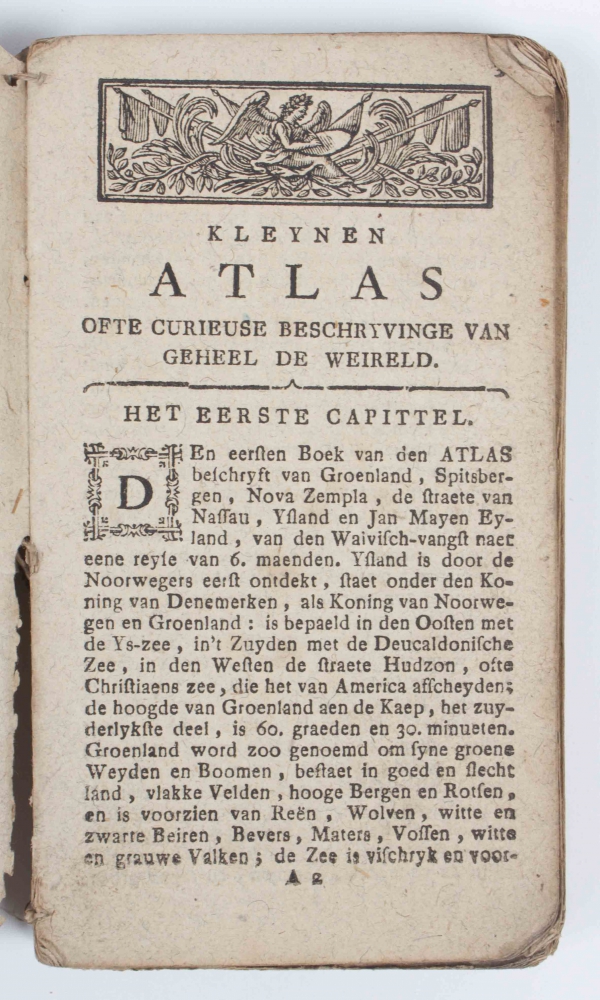 KLEYNEN
ATLAS
OFTE CURIEUSE BESCHRYVINGE VAN
GEHEEL DE WEIRELD.
HET EERSTE CAPITTEL.
DEn eerſten Boek van den ATLAS
beſchryft van Groenland, Spitsber-
gen, Nova Zempla, de ſtraete van
Naſſau, Yſland en Jan Mayen Ey-
land, van den Walviſch-vangſt naer
eene reyſe van 6. maenden. Yſland is door de
Noorwegers eerſt ontdekt, ſtaet onder den Ko-
ning van Denemerken, als Koning van Noorwe-
gen en Groenland: is bepaeld in den Ooſten met
de Ys-zee, in't Zuyden met de Deucaldoniſche
Zee, in den Weſten de ſtraete Hudzon, ofte
Chriſtiaens zee, die het van America afſcheyden;
de hoogde van Groenland aen de Kaep, het zuy-
derlykſte deel, is 60. graeden en 30. minueten.
Groenland word zoo genoemd om ſyne groene
Weyden en Boomen, beſtaet in goed en ſlecht
land, vlakke Velden, hooge Bergen en Rotſen,
en is voorzien van Reën, Wolven, witte en
zwarte Beiren, Bevers, Maters, Voſſen, witte
en grauwe Valken; de Zee is viſchryk en voor-
A 2